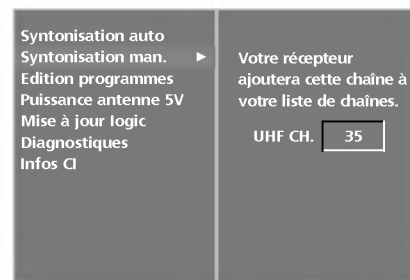 Syntonisation auto
Syntonisation man.
Edition programmes
Puissance antenne 5V
Mise à jour logic
Diagnostiques
Infos CI
Votre récepteur
ajoutera cette chaîne à
votre liste de chaînes.
UHF CH. 35